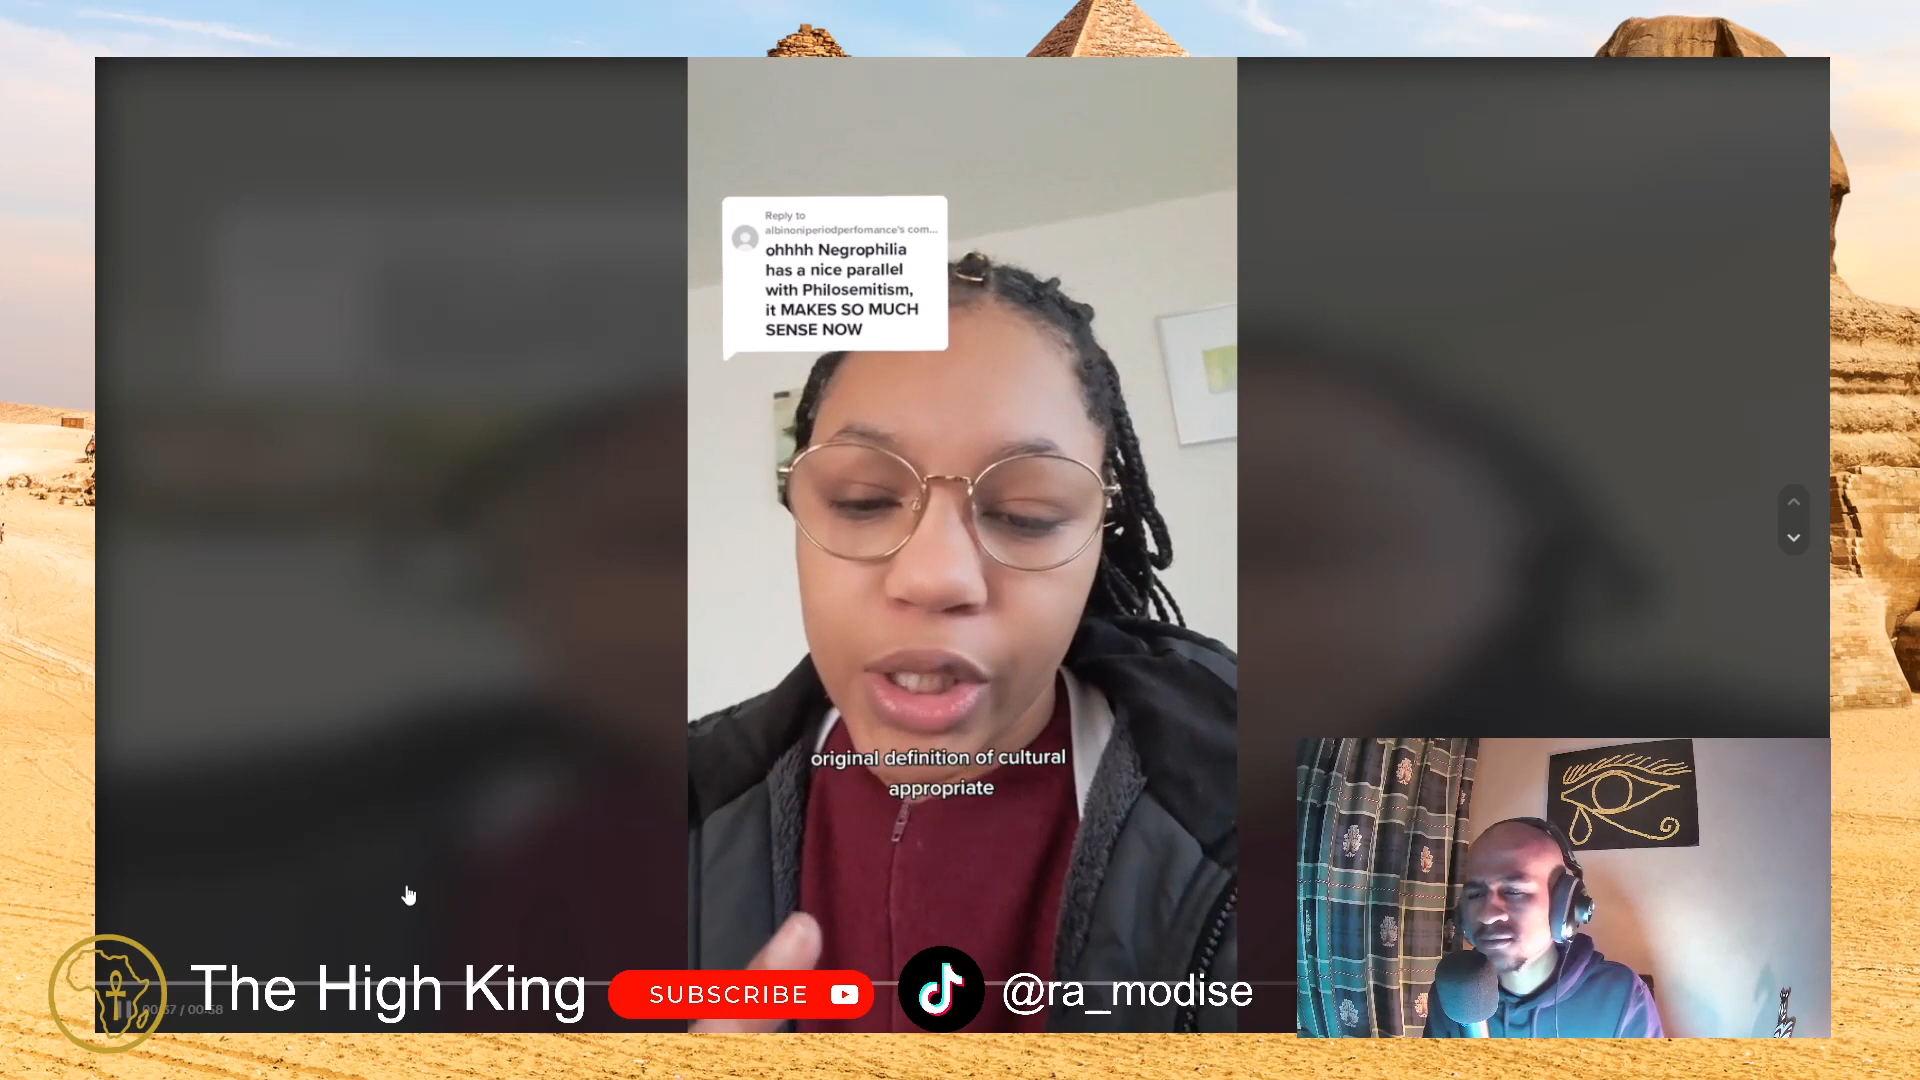 Reply to
albinoniperiodperfomance's com...
ohhhh Negrophilia
has a nice parallel
with Philosemitism,
it MAKES SO MUCH
SENSE NOW
original definition of cultural
appropriate
The High King
SUBSCRIBE
@ra_modise